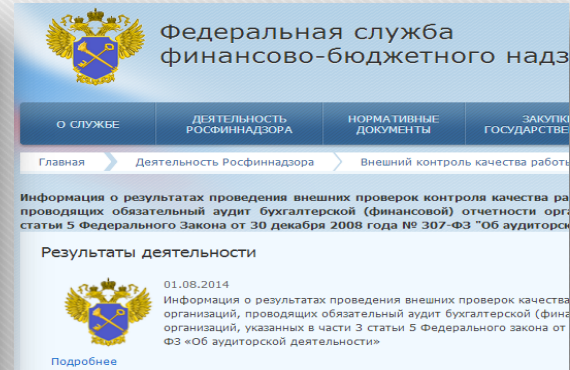 Федеральная служба
финансово-бюджетного надз
О СЛУЖБЕ
ДЕЯТЕЛЬНОСТЬ
РОСФИННАДЗОРА
НОРМАТИВНЫЕ
ДОКУМЕНТЫ
ЗАКУПК
ГОСУДАРСТВЕ
Главная
Деятельность Росфиннадзора
Внешний контроль качества работы
Информация о результатах проведения внешних проверок контроля качества ра
проводящих обязательный аудит бухгалтерской (финансовой) отчетности орга
статьи 5 Федерального Закона от 30 декабря 2008 года № 307-ФЗ "Об аудиторск
Результаты деятельности
01.08.2014
Информация о результатах проведения внешних проверок качества
организаций, проводящих обязательный аудит бухгалтерской (фина
организаций, указанных в части 3 статьи 5 Федерального закона от
ФЗ «Об аудиторской деятельности»
Подробнее